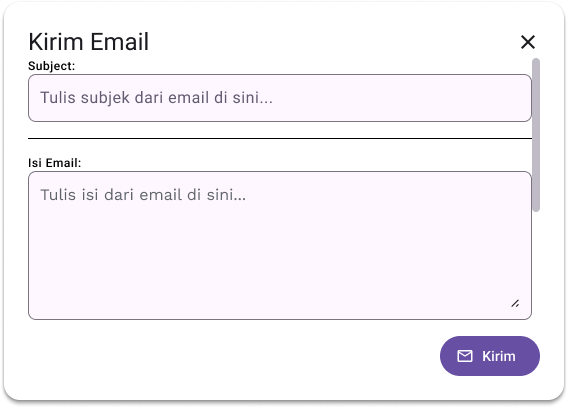 Kirim Email
Subject:
Tulis subjek dari email di sini...
Isi Email:
Tulis isi dari email di sini...
Kirim